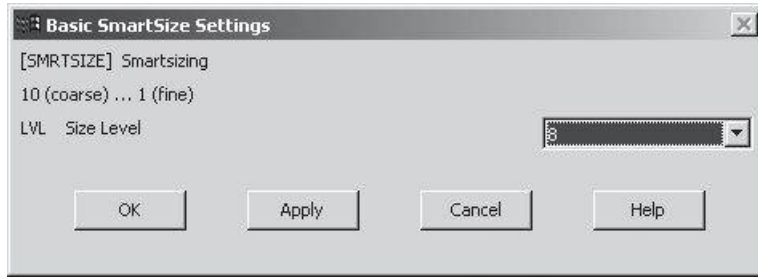 Basic SmartSize Settings
[SMRTSIZE] Smartsizing
10 (coarse) ... 1 (fine)
LVL Size Level 8
OK Apply Cancel Help